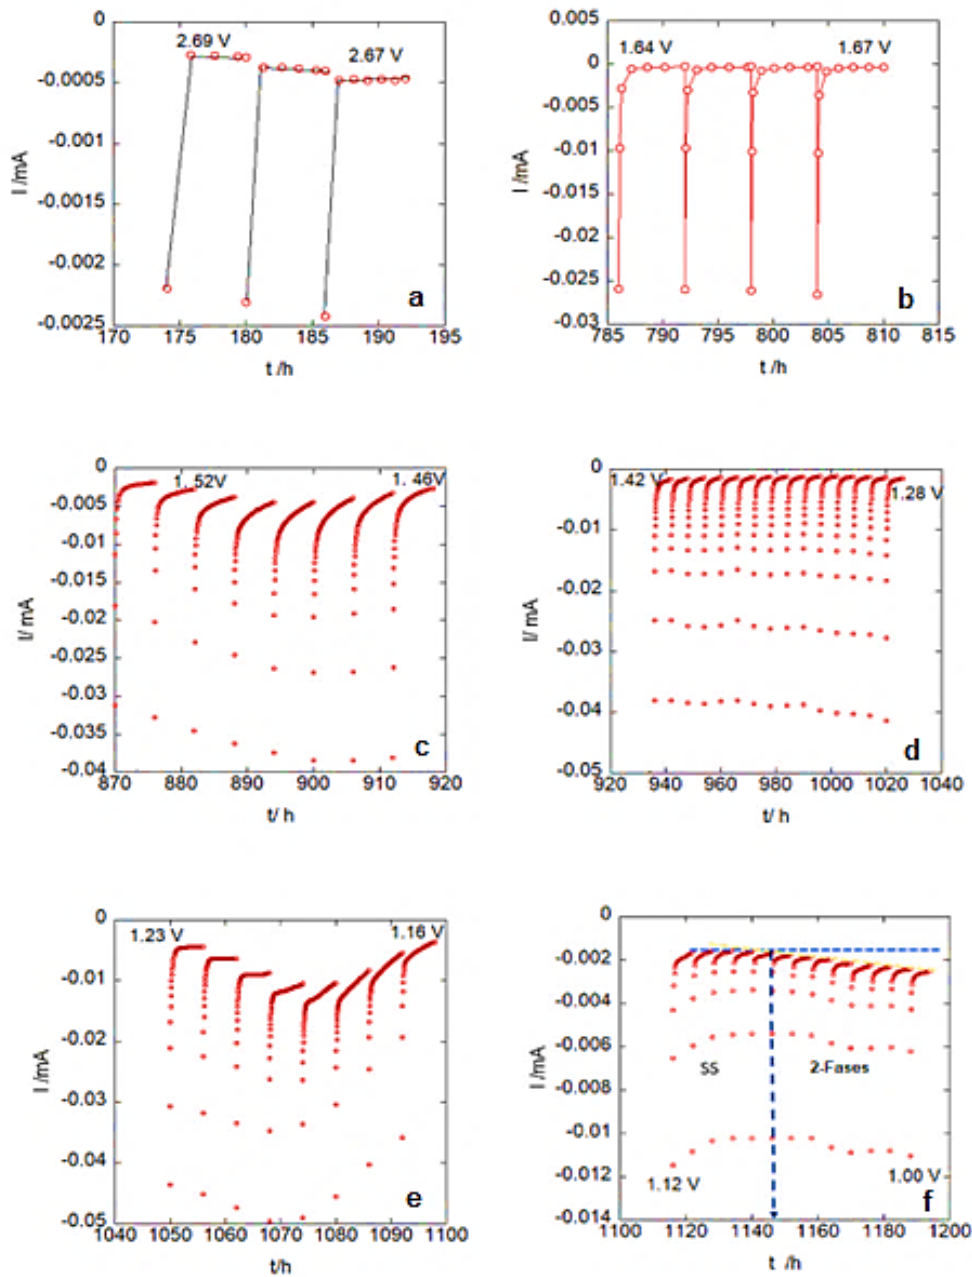 0
-0.0005
-0.001
-0.0015
-0.002
-0.0025
I /mA
2.69 V
2.67 V
a
170 175 180 185 190 195
t /h
0.005
0
-0.005
-0.01
-0.015
-0.02
-0.025
-0.03
I /mA
1.64 V
1.67 V
b
785 790 795 800 805 810 815
t /h
0
-0.005
-0.01
-0.015
-0.02
-0.025
-0.03
-0.035
-0.04
I/ mA
1. 52V
1. 46V
c
870 880 890 900 910 920
t/ h
0
-0.01
-0.02
-0.03
-0.04
-0.05
I/ mA
1.42 V
1.28 V
d
920 940 960 980 1000 1020 1040
t/ h
0
-0.01
-0.02
-0.03
-0.04
-0.05
I /mA
1.23 V
1.16 V
e
1040 1050 1060 1070 1080 1090 1100
t/h
0
-0.002
-0.004
-0.006
-0.008
-0.01
-0.012
-0.014
I /mA
SS
2-Fases
1.12 V
1.00 V
f
1100 1120 1140 1160 1180 1200
t /h